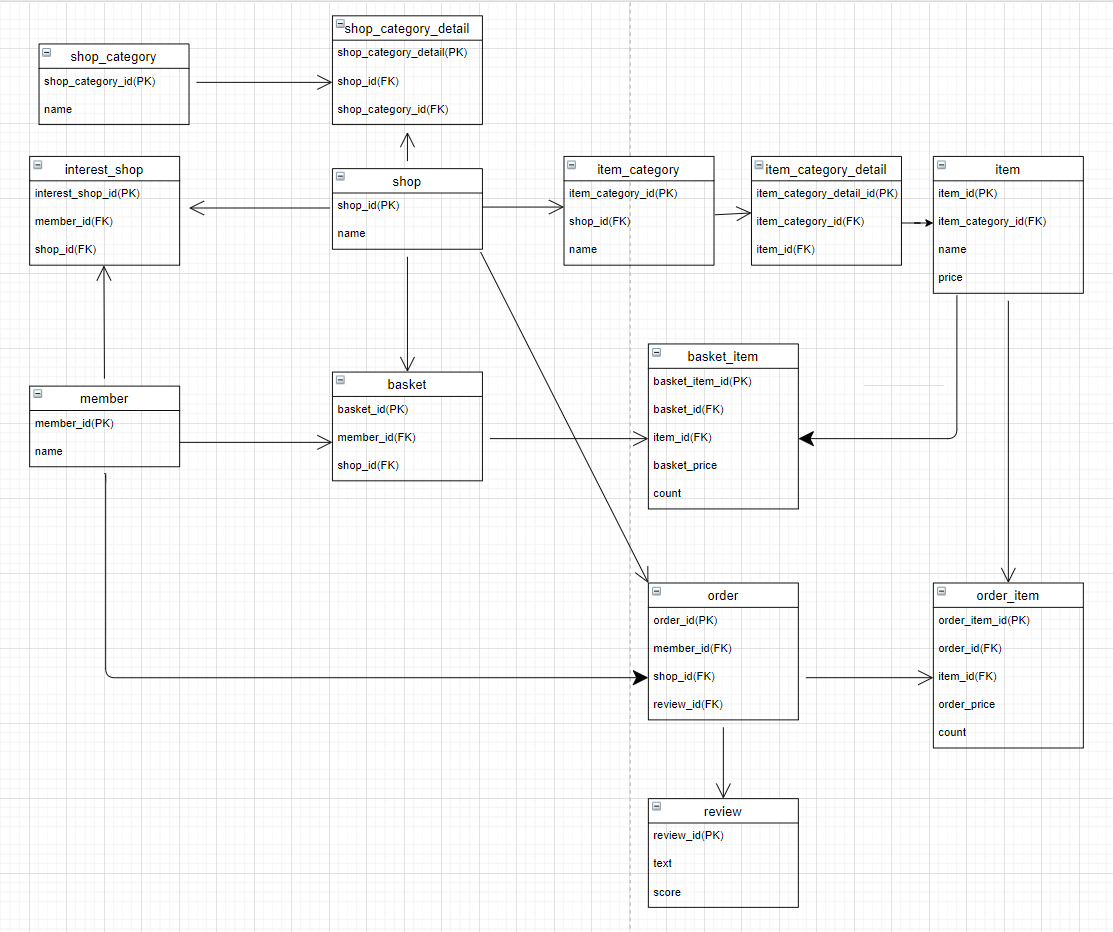 shop_category
shop_category_id(PK)
name
shop_category_detail
shop_category_detail(PK)
shop_id(FK)
shop_category_id(FK)
interest_shop
interest_shop_id(PK)
member_id(FK)
shop_id(FK)
shop
shop_id(PK)
name
item_category
item_category_id(PK)
shop_id(FK)
name
item_category_detail
item_category_detail_id(PK)
item_category_id(FK)
item_id(FK)
item
item_id(PK)
item_category_id(FK)
name
price
member
member_id(PK)
name
basket
basket_id(PK)
member_id(FK)
shop_id(FK)
basket_item
basket_item_id(PK)
basket_id(FK)
item_id(FK)
basket_price
count
order
order_id(PK)
member_id(FK)
shop_id(FK)
review_id(FK)
order_item
order_item_id(PK)
order_id(FK)
item_id(FK)
order_price
count
review
review_id(PK)
text
score